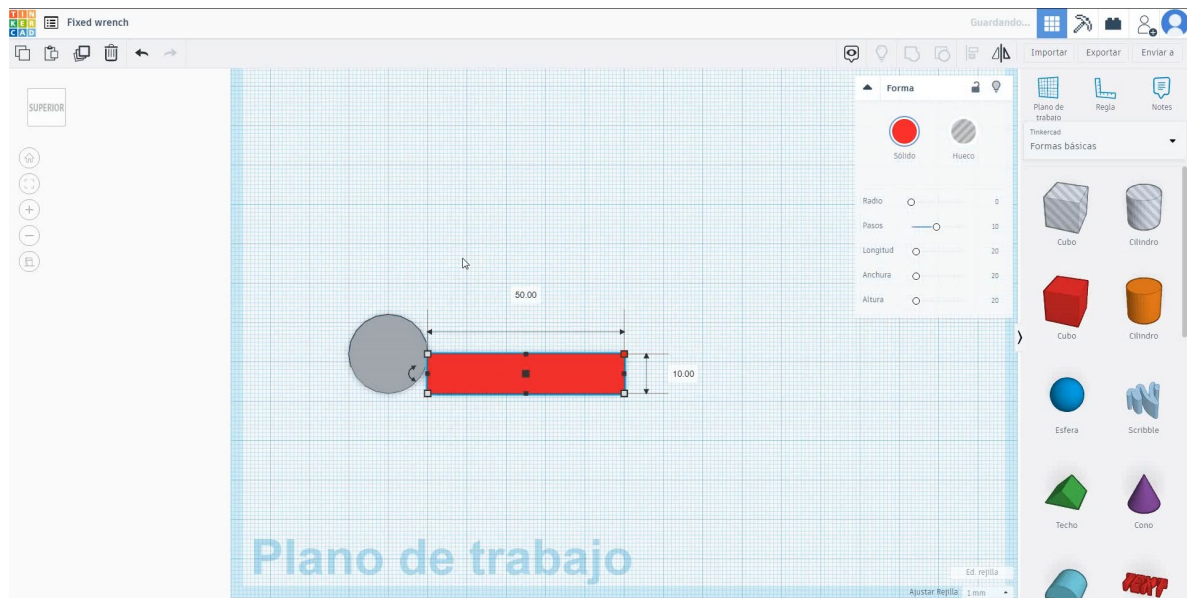 TIN
KER
CAD
Fixed wrench
Guardando...
Importar
Exportar
Enviar a
SUPERIOR
Forma
Sólido
Hueco
Radio
0
Pasos
10
Longitud
20
Anchura
20
Altura
20
50.00
10.00
Plano de trabajo
Ed. rejilla
Ajustar Rejilla
1 mm
Plano de
trabajo
Regla
Notes
Tinkercad
Formas básicas
Cubo
Cilindro
Cubo
Cilindro
Esfera
Scribble
Techo
Cono
TEXT